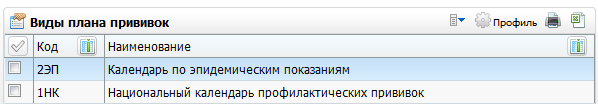 Виды плана прививок
Профиль
Код Наименование
2ЭП Календарь по эпидемическим показаниям
1НК Национальный календарь профилактических прививок